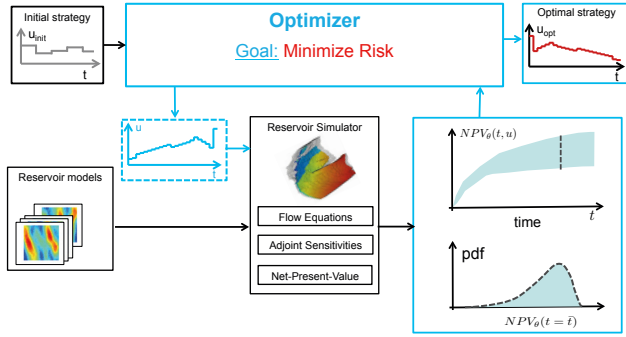 Initial strategy
u_init
t
Optimizer
Goal: Minimize Risk
Optimal strategy
u_opt
t
u
t
Reservoir models
Reservoir Simulator
Flow Equations
Adjoint Sensitivities
Net-Present-Value
NPV_θ(t, u)
time
t
pdf
NPV_θ(t = t̄)